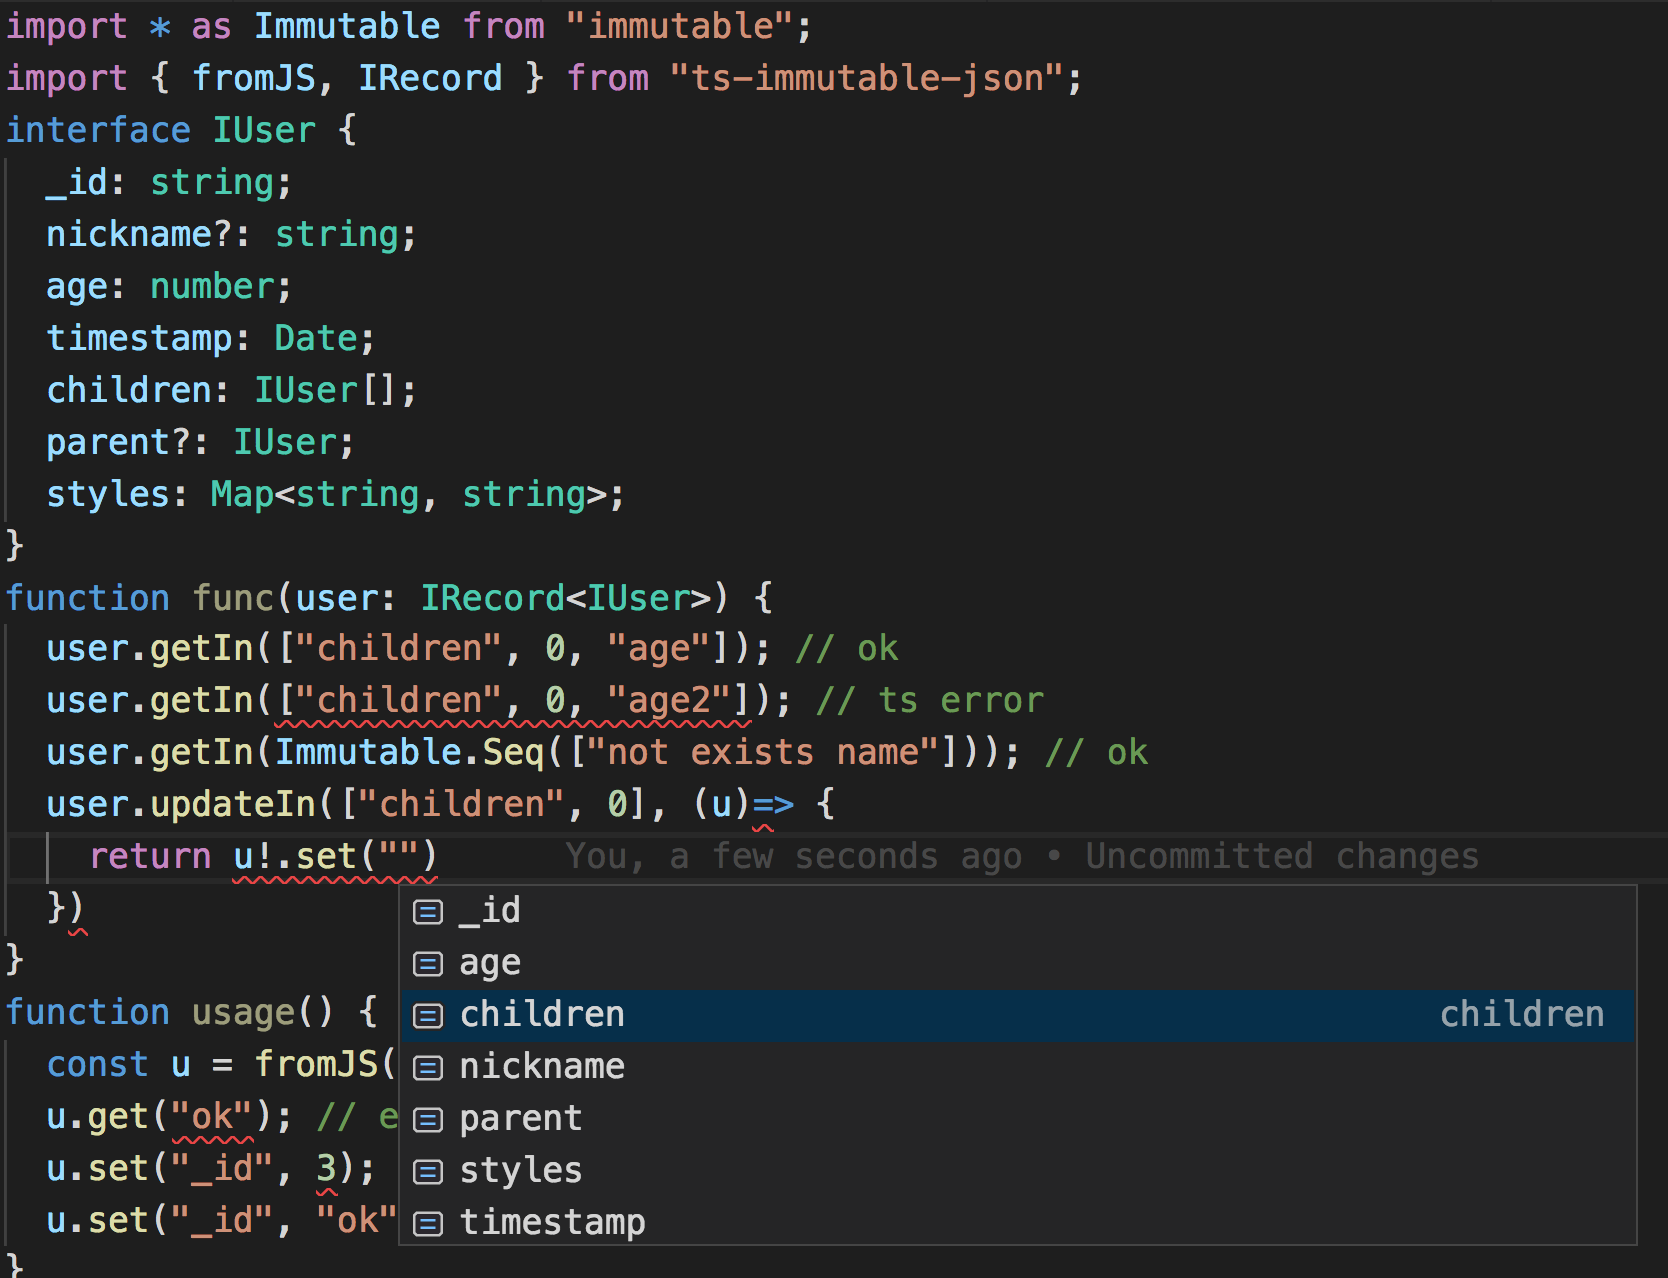 import * as Immutable from "immutable";
import { fromJS, IRecord } from "ts-immutable-json";
interface IUser {
_id: string;
nickname?: string;
age: number;
timestamp: Date;
children: IUser[];
parent?: IUser;
styles: Map<string, string>;
}
function func(user: IRecord<IUser>) {
user.getIn(["children", 0, "age"]); // ok
user.getIn(["children", 0, "age2"]); // ts error
user.getIn(Immutable.Seq(["not exists name"])); // ok
user.updateIn(["children", 0], (u)=> {
return u!.set("") You, a few seconds ago • Uncommitted changes
})
}
function usage() {
const u = fromJS(
u.get("ok"); // e
u.set("_id", 3);
u.set("_id", "ok"
}
_id
age
children children
nickname
parent
styles
timestamp